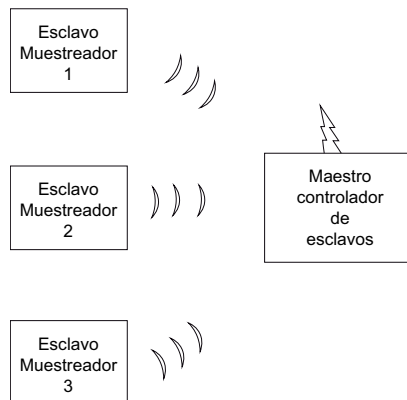 Esclavo
Muestreador
1
Esclavo
Muestreador
2
Maestro
controlador
de
esclavos
Esclavo
Muestreador
3